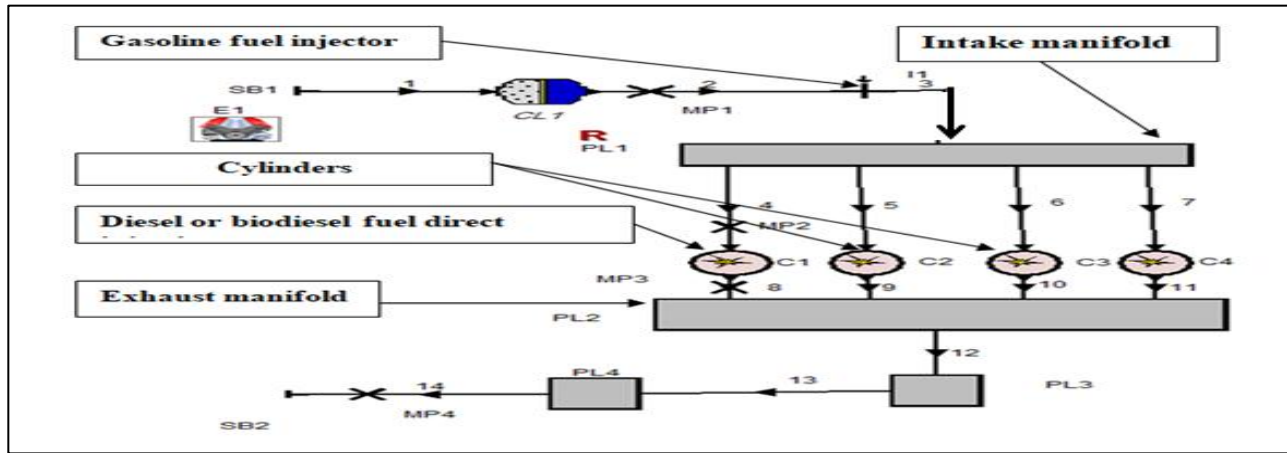 Gasoline fuel injector
Intake manifold
SB1
1
CL1
2
MP1
I1
3
E1
R
PL1
Cylinders
4
5
6
7
Diesel or biodiesel fuel direct
MP2
C1
C2
C3
C4
MP3
8
9
10
11
Exhaust manifold
PL2
12
PL4
13
PL3
14
MP4
SB2